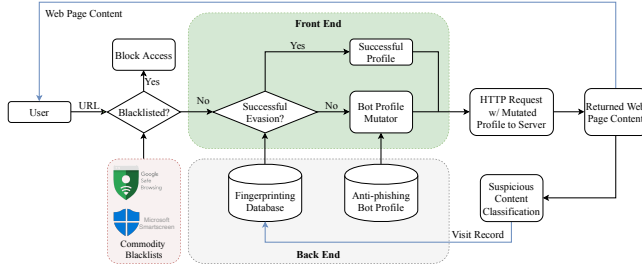 Web Page Content
Front End
Block Access
Yes
Successful
Profile
Yes
User
URL
Blacklisted?
No
Successful
Evasion?
No
Bot Profile
Mutator
HTTP Request
w/ Mutated
Profile to Server
Returned Web
Page Content
Google
Safe
Browsing
Microsoft
Smartscreen
Commodity
Blacklists
Fingerprinting
Database
Anti-phishing
Bot Profile
Suspicious
Content
Classification
Visit Record
Back End